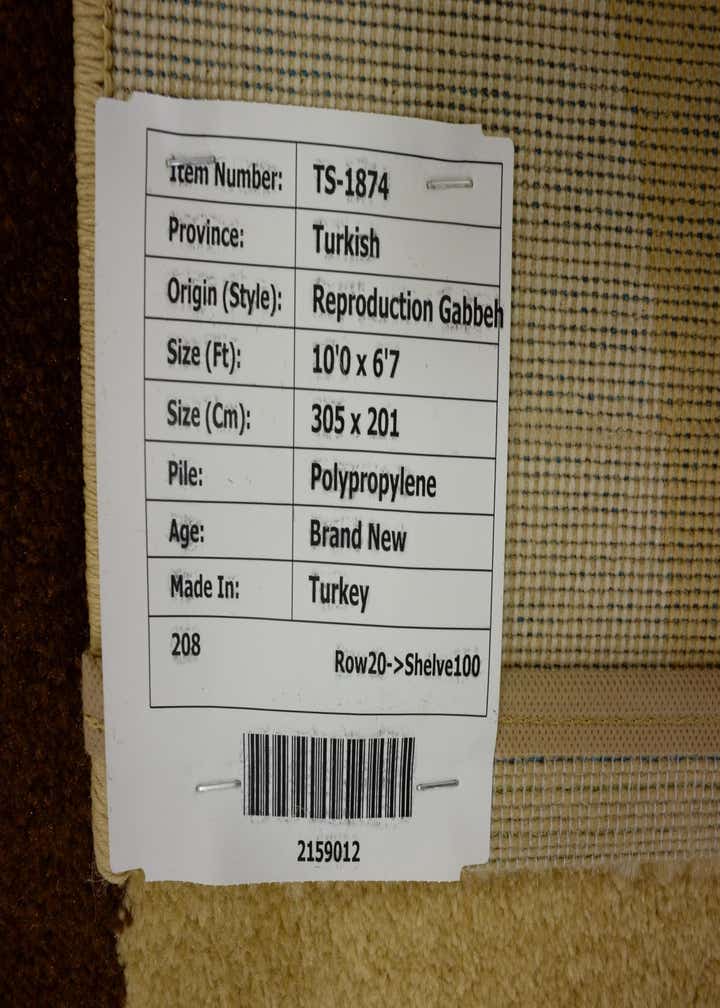 Item Number: TS-1874
Province: Turkish
Origin (Style): Reproduction Gabbeh
Size (Ft): 10'0 x 6'7
Size (Cm): 305 x 201
Pile: Polypropylene
Age: Brand New
Made In: Turkey
208 Row20->Shelve100
2159012